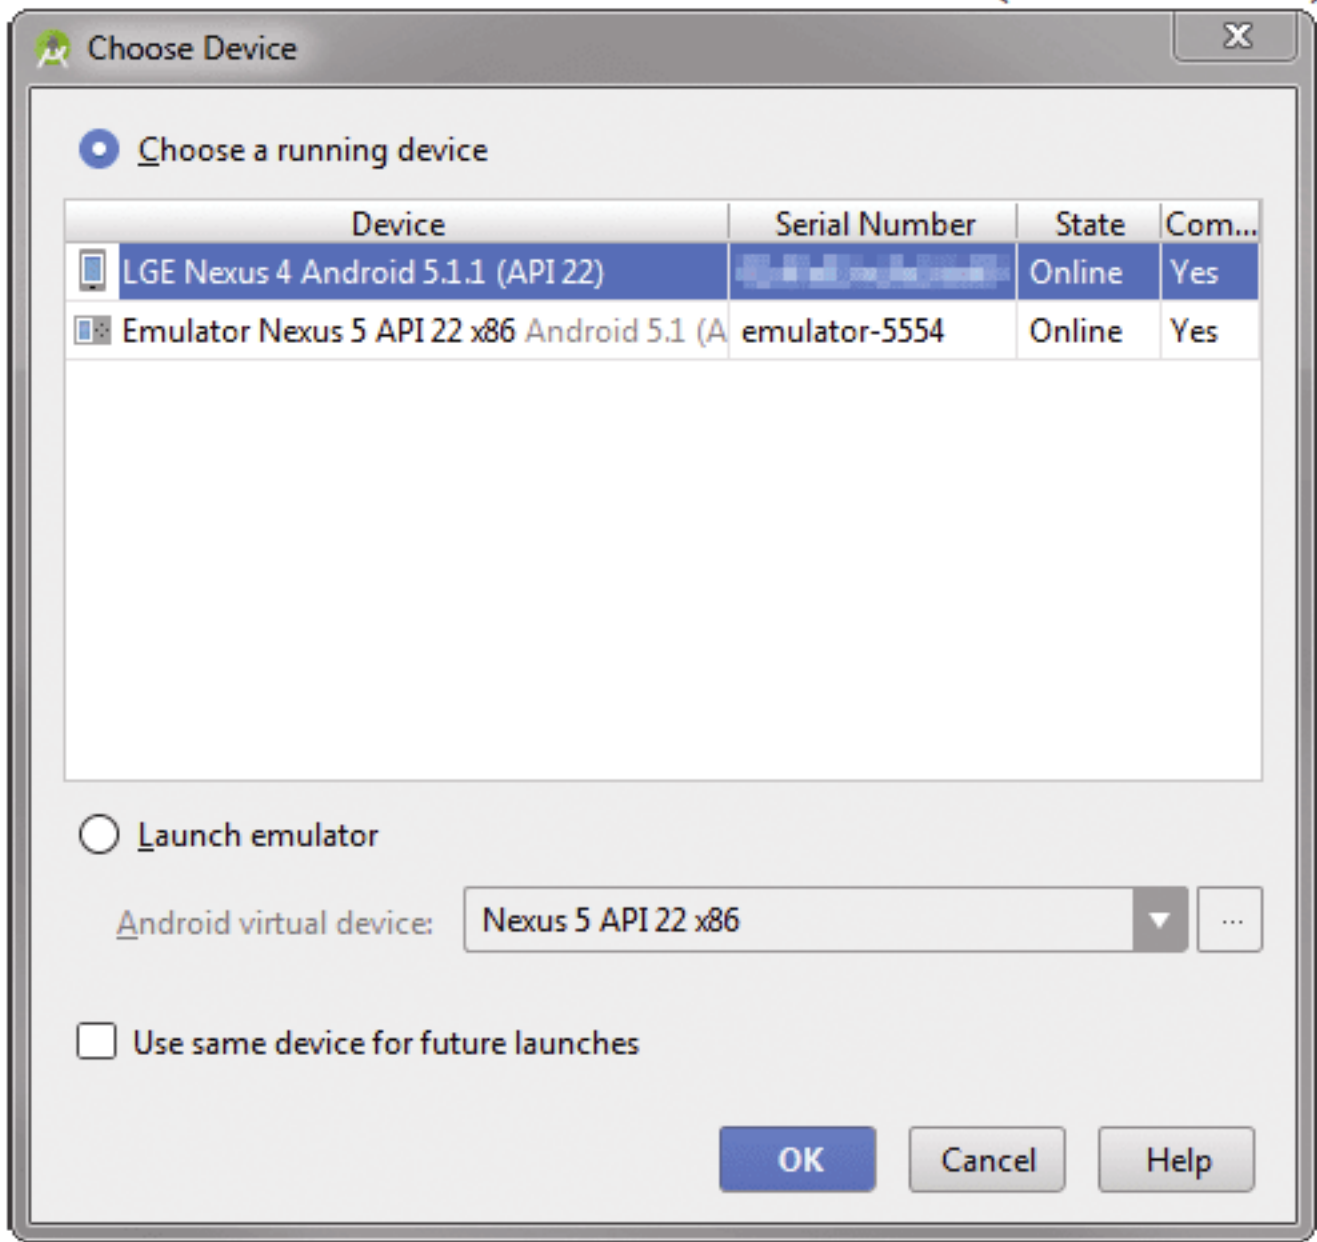 Choose Device
Choose a running device
Device Serial Number State Com...
LGE Nexus 4 Android 5.1.1 (API 22) Online Yes
Emulator Nexus 5 API 22 x86 Android 5.1 (A emulator-5554 Online Yes
Launch emulator
Android virtual device: Nexus 5 API 22 x86 ...
Use same device for future launches
OK Cancel Help